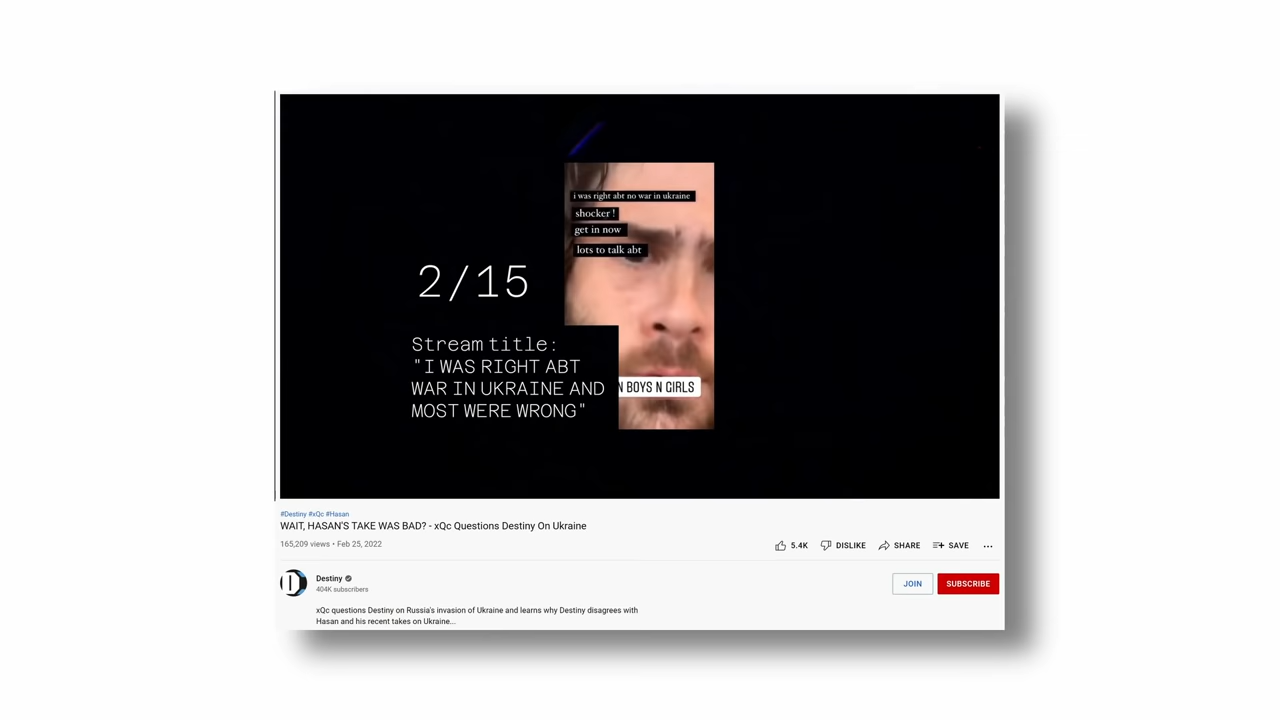 i was right abt no war in ukraine
shocker !
get in now
lots to talk abt
2/15
Stream title:
"I WAS RIGHT ABT
WAR IN UKRAINE AND
MOST WERE WRONG"
N BOYS N GIRLS
#Destiny #xQc #Hasan
WAIT, HASAN'S TAKE WAS BAD? - xQc Questions Destiny On Ukraine
165,209 views • Feb 25, 2022
5.4K DISLIKE SHARE SAVE ...
Destiny
404K subscribers
JOIN SUBSCRIBE
xQc questions Destiny on Russia's invasion of Ukraine and learns why Destiny disagrees with
Hasan and his recent takes on Ukraine...